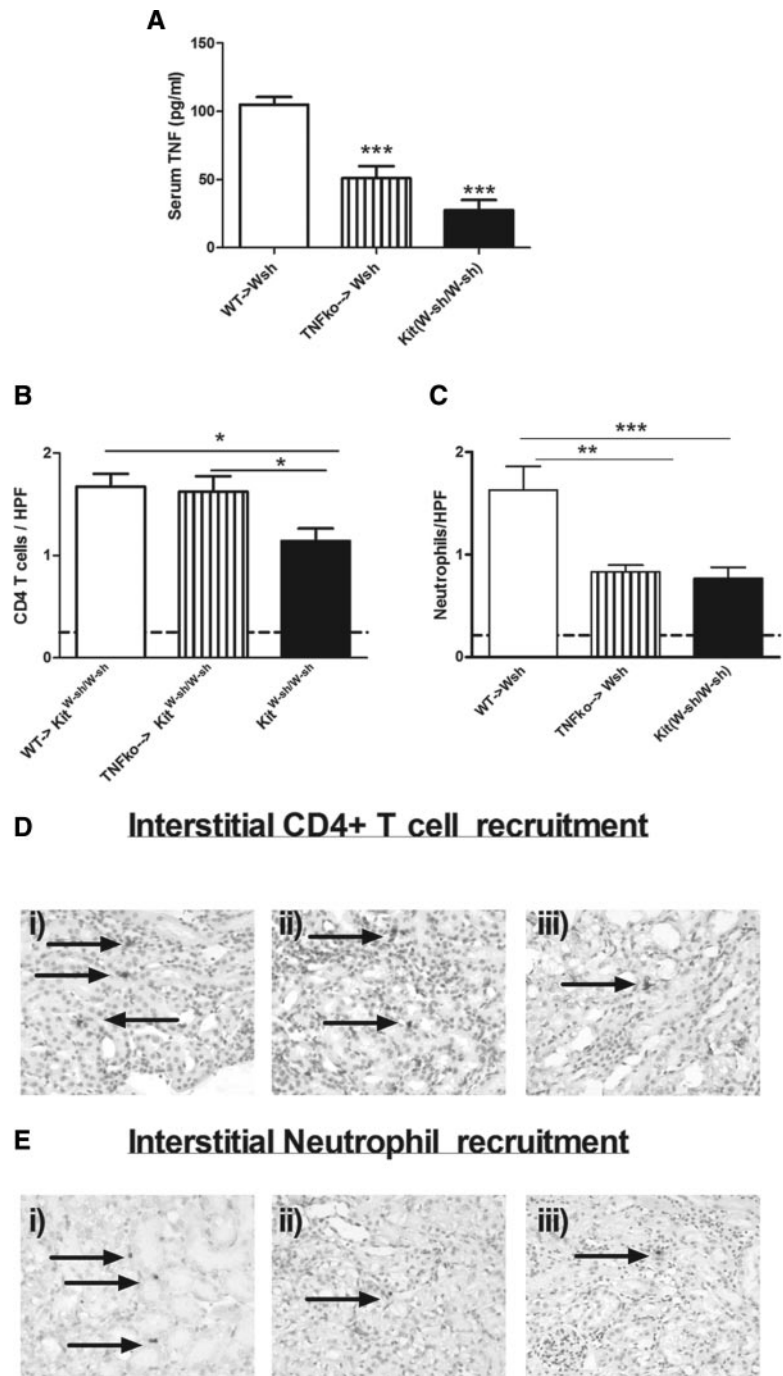 A
Serum TNF (pg/ml)
150
100
50
0
***
***
WT->Wsh
TNFko--> Wsh
Kit(W-sh/W-sh)
B
CD4 T cells / HPF
2
1
0
*
*
WT-> Kit W-sh/W-sh
TNFko--> Kit W-sh/W-sh
Kit W-sh/W-sh
C
Neutrophils/HPF
2
1
0
***
**
WT->Wsh
TNFko--> Wsh
Kit(W-sh/W-sh)
D
Interstitial CD4+ T cell recruitment
i)
ii)
iii)
E
Interstitial Neutrophil recruitment
i)
ii)
iii)